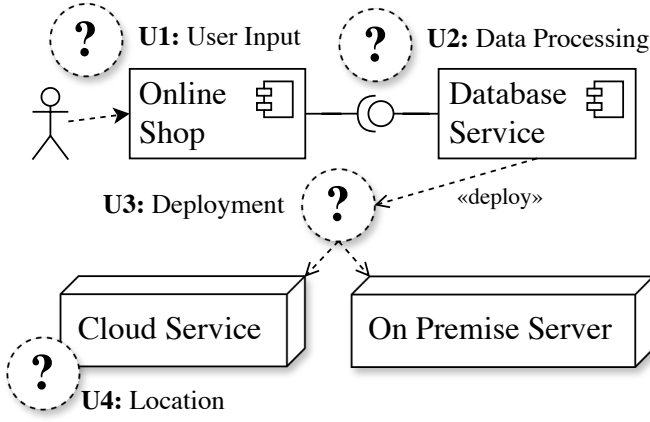 ?
U1: User Input
?
U2: Data Processing
Online
Shop
Database
Service
U3: Deployment
?
«deploy»
Cloud Service
On Premise Server
?
U4: Location